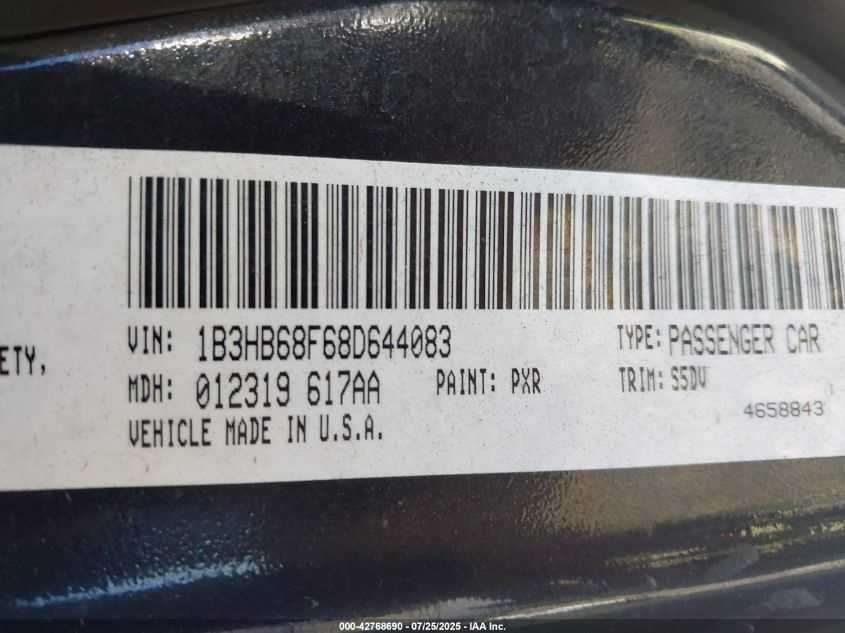 VIN: 1B3HB68F68D644083
TYPE: PASSENGER CAR
ETY,
MDH: 012319 617AA
PAINT: PXR
TRIM: S5DV
4658843
VEHICLE MADE IN U.S.A.
000-42768690 - 07/25/2025 - IAA Inc.